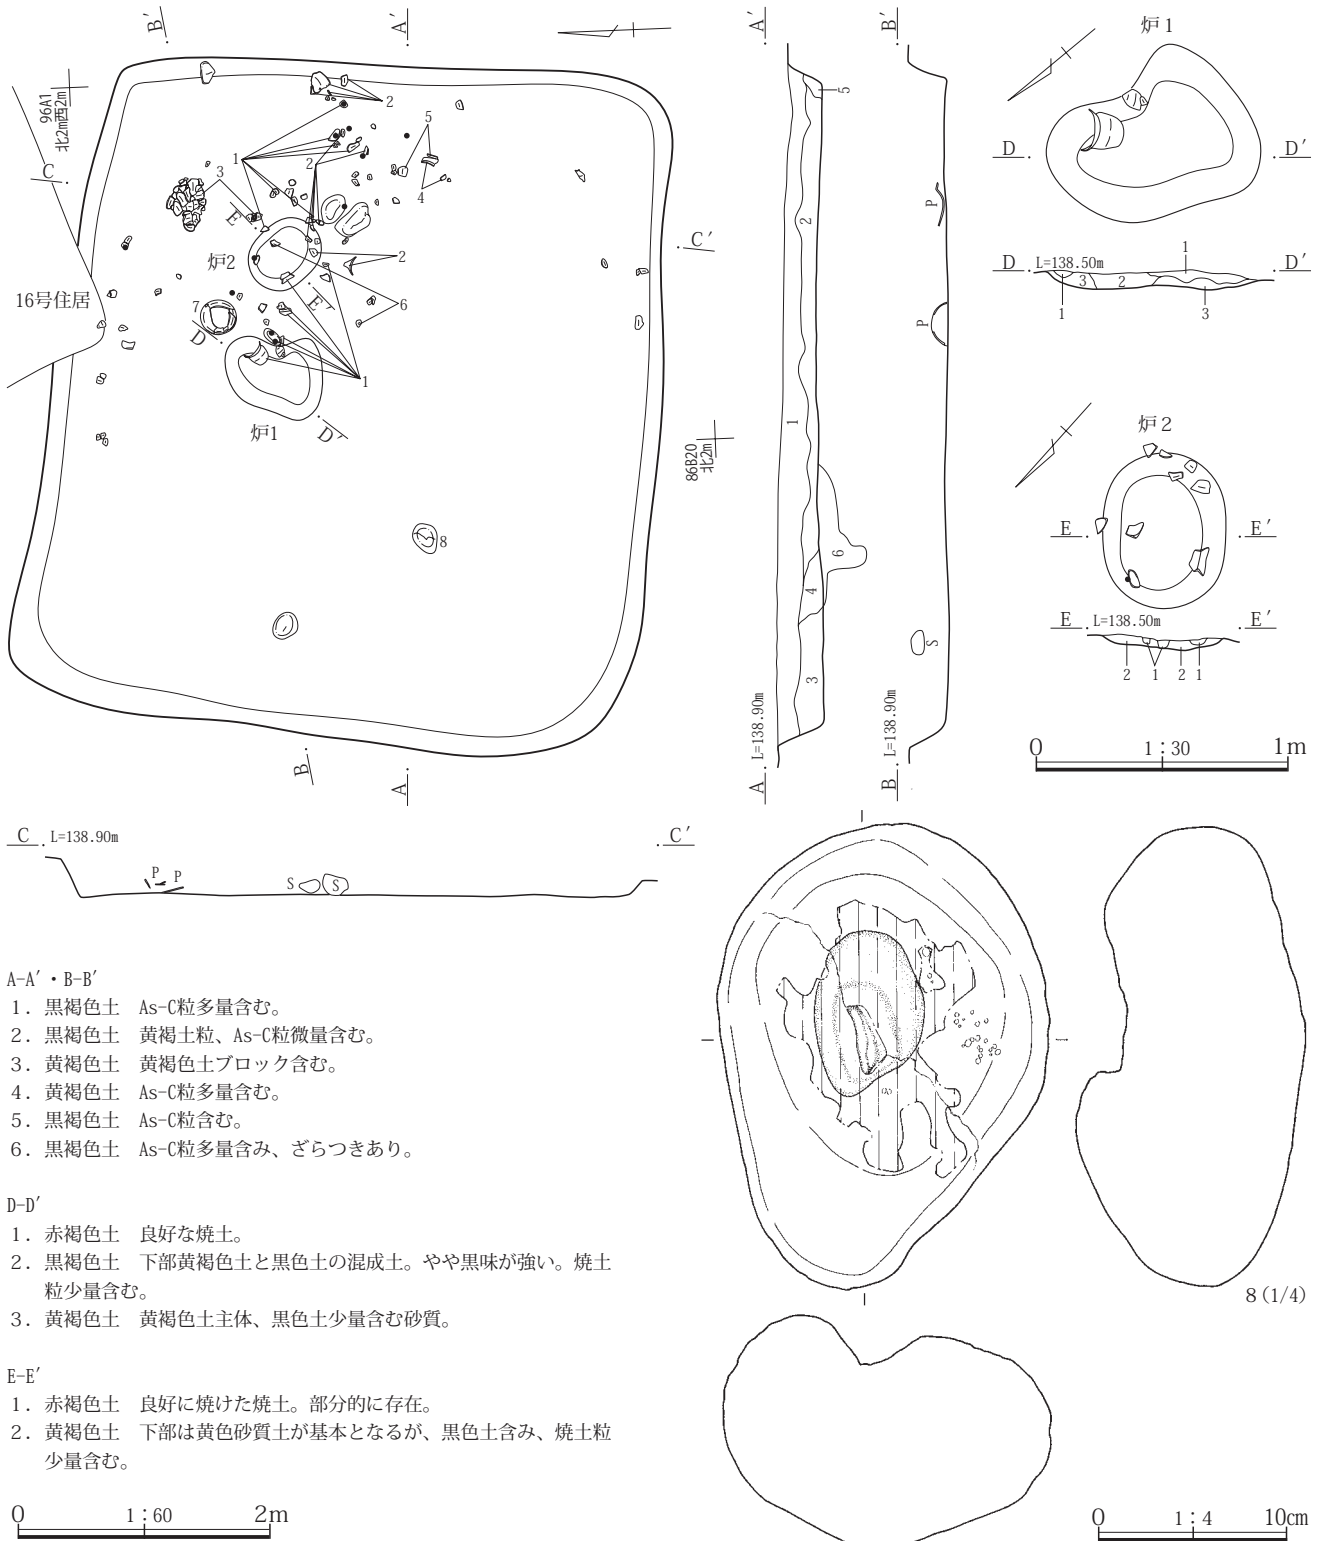 B′
A′
A′
B′
炉1
96A1
北2m西2m
C
2
5
1
2
3
4
E
5
D
D′
C′
2
P
炉2
2
D
L=138.50m
D′
1
3
2
1
3
16号住居
7
E′
6
D
P
1
1
炉1
D′
炉2
86B20
北2m
E
E′
8
6
4
E
L=138.50m
E′
S
2
1
2
1
3
B
A
A
L=138.90m
B
L=138.90m
0
1:30
1m
C
L=138.90m
C′
P
P
S
S
A-A′・B-B′
1. 黒褐色土　As-C粒多量含む。
2. 黒褐色土　黄褐土粒、As-C粒微量含む。
3. 黄褐色土　黄褐色土ブロック含む。
4. 黄褐色土　As-C粒多量含む。
5. 黒褐色土　As-C粒含む。
6. 黒褐色土　As-C粒多量含み、ざらつきあり。
D-D′
1. 赤褐色土　良好な焼土。
2. 黒褐色土　下部黄褐色土と黒色土の混成土。やや黒味が強い。焼土
粒少量含む。
3. 黄褐色土　黄褐色土主体、黒色土少量含む砂質。
E-E′
1. 赤褐色土　良好に焼けた焼土。部分的に存在。
2. 黄褐色土　下部は黄色砂質土が基本となるが、黒色土含み、焼土粒
少量含む。
0
1:60
2m
8(1/4)
0
1:4
10cm